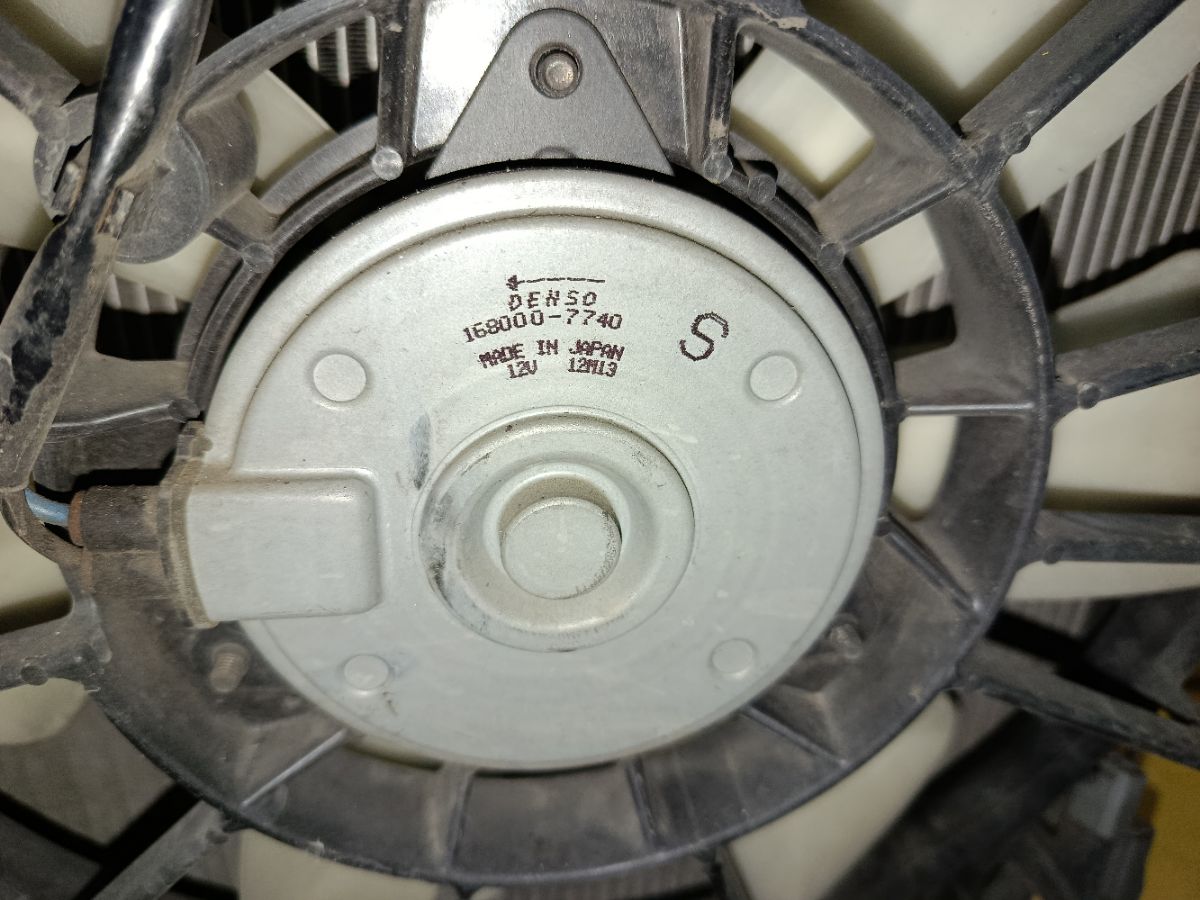 DENSO
168000-7740
MADE IN JAPAN
12V 12M13
S